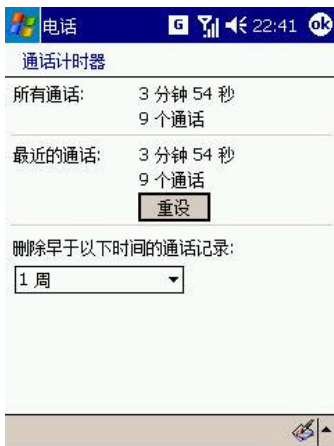 电话 G 22:41 ok
通话计时器
所有通话: 3 分钟 54 秒
9 个通话
最近的通话: 3 分钟 54 秒
9 个通话
重设
删除早于以下时间的通话记录:
1 周